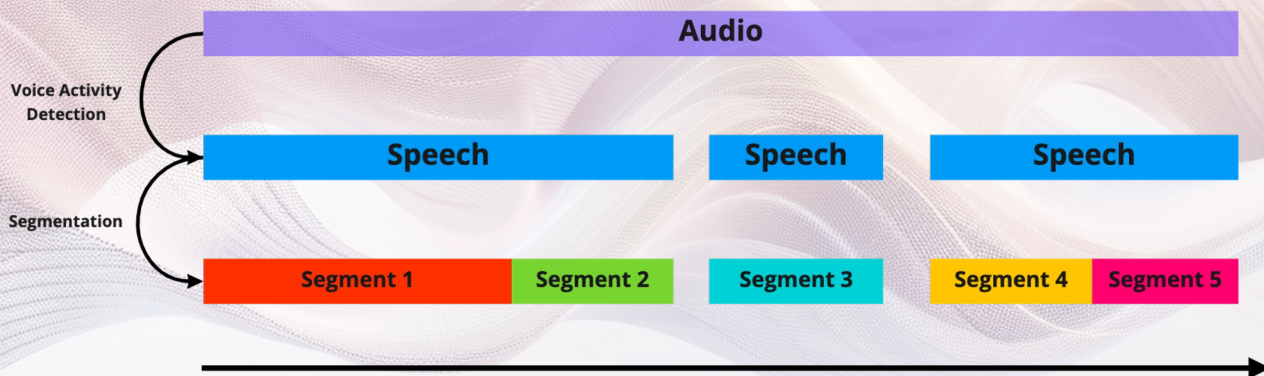 Audio
Voice Activity
Detection
Speech Speech Speech
Segmentation
Segment 1 Segment 2 Segment 3 Segment 4 Segment 5